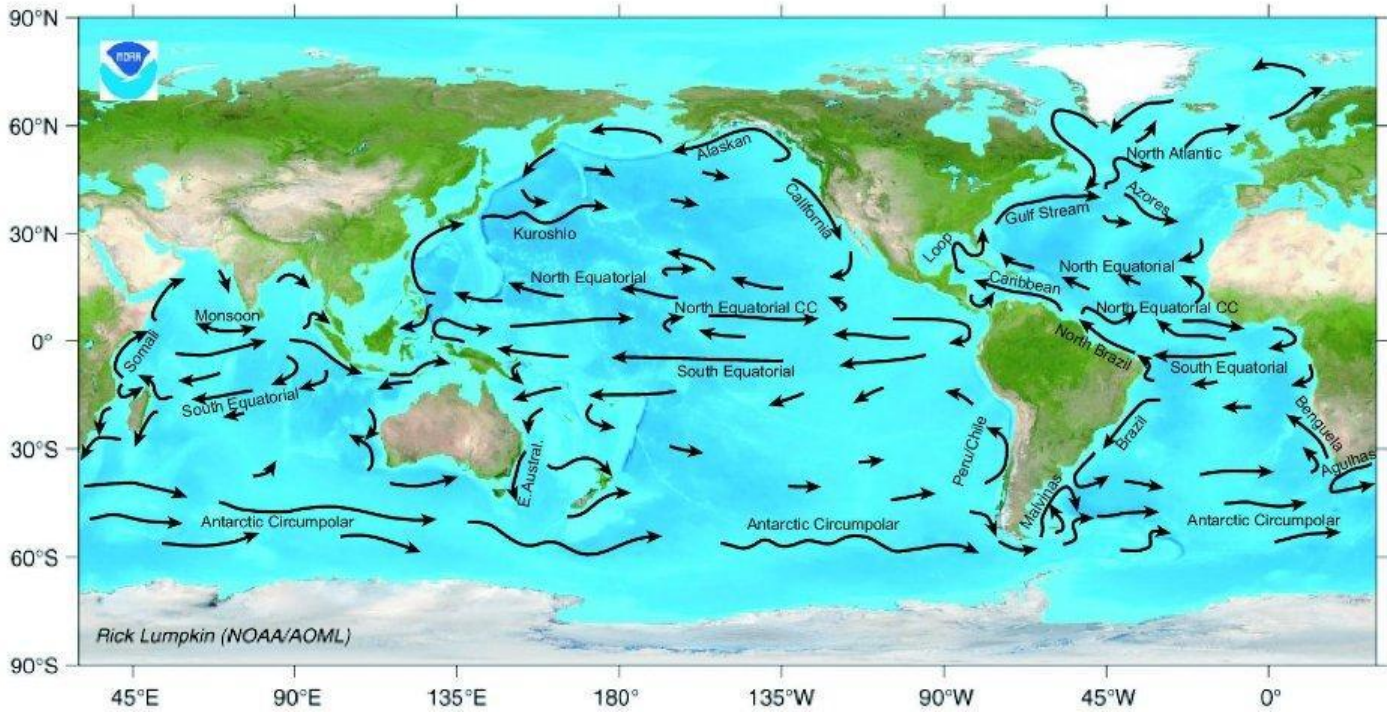 90°N
NOAA
60°N
Alaskan
North Atlantic
California
Azores
Gulf Stream
30°N
Kuroshio
Loop
North Equatorial
North Equatorial
Caribbean
Monsoon
North Equatorial CC
North Equatorial CC
0°
Somali
North Brazil
South Equatorial
South Equatorial
South Equatorial
Benguela
Brazil
30°S
E. Austral.
Peru/Chile
Agulhas
Malvinas
Antarctic Circumpolar
Antarctic Circumpolar
Antarctic Circumpolar
60°S
Rick Lumpkin (NOAA/AOML)
90°S
45°E 90°E 135°E 180° 135°W 90°W 45°W 0°